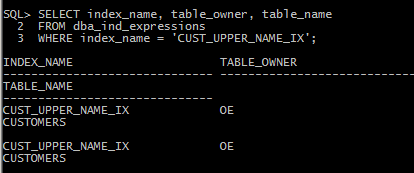 SQL> SELECT index_name, table_owner, table_name
  2  FROM dba_ind_expressions
  3  WHERE index_name = 'CUST_UPPER_NAME_IX';
INDEX_NAME                     TABLE_OWNER
------------------------------ ------------------------------
TABLE_NAME
------------------------------
CUST_UPPER_NAME_IX             OE
CUSTOMERS
CUST_UPPER_NAME_IX             OE
CUSTOMERS